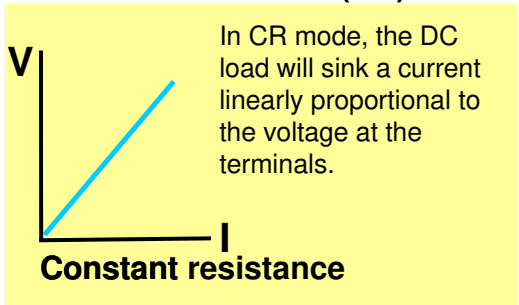 In CR mode, the DC
load will sink a current
linearly proportional to
the voltage at the
terminals.
V
I
Constant resistance